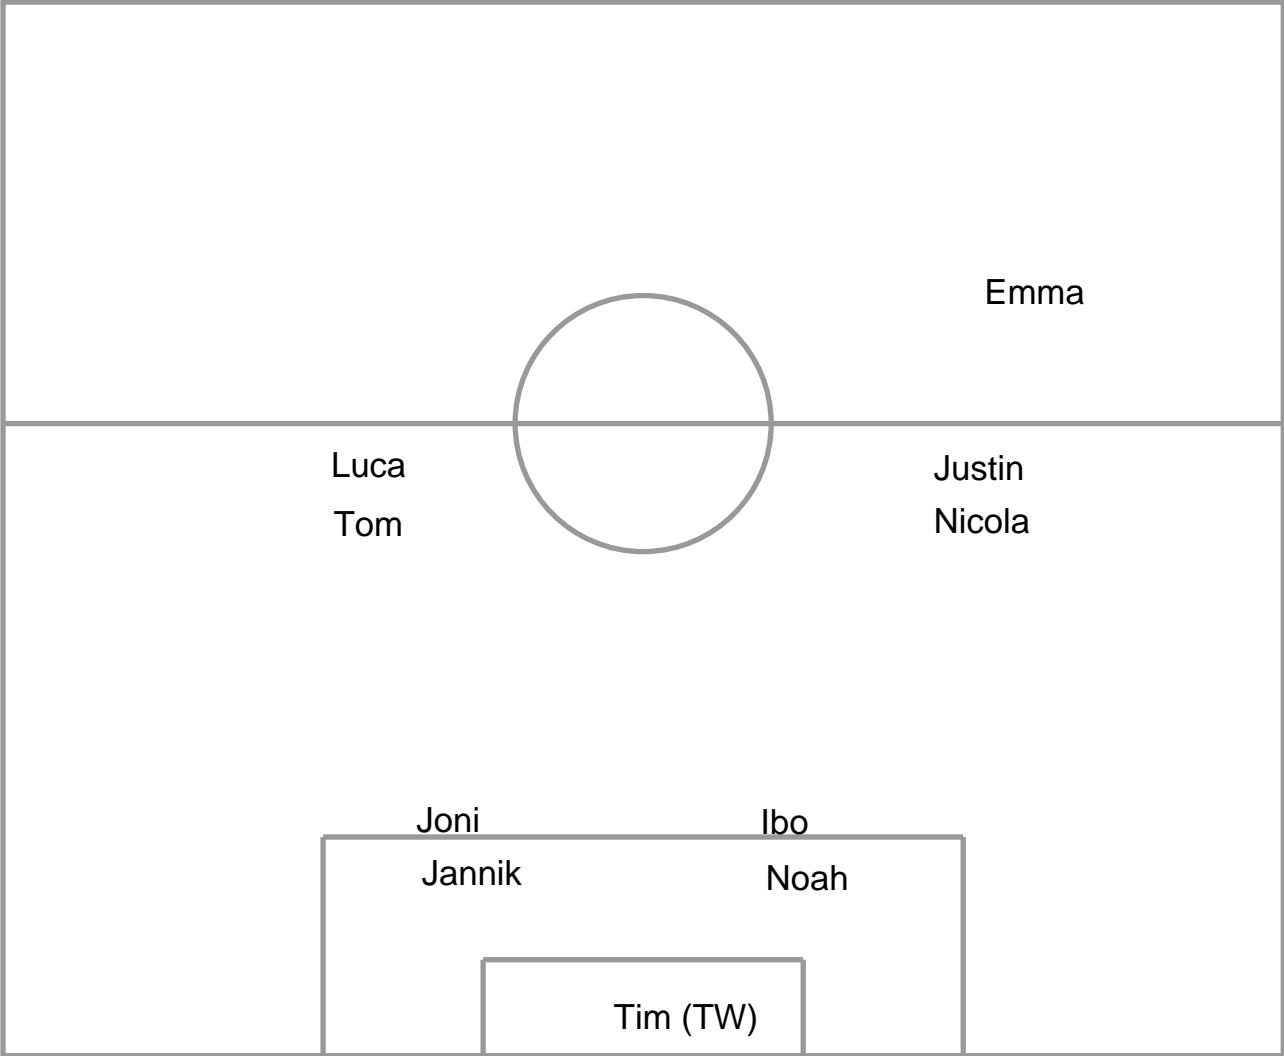 Emma
Luca
Justin
Tom
Nicola
Joni
Ibo
Jannik
Noah
Tim (TW)